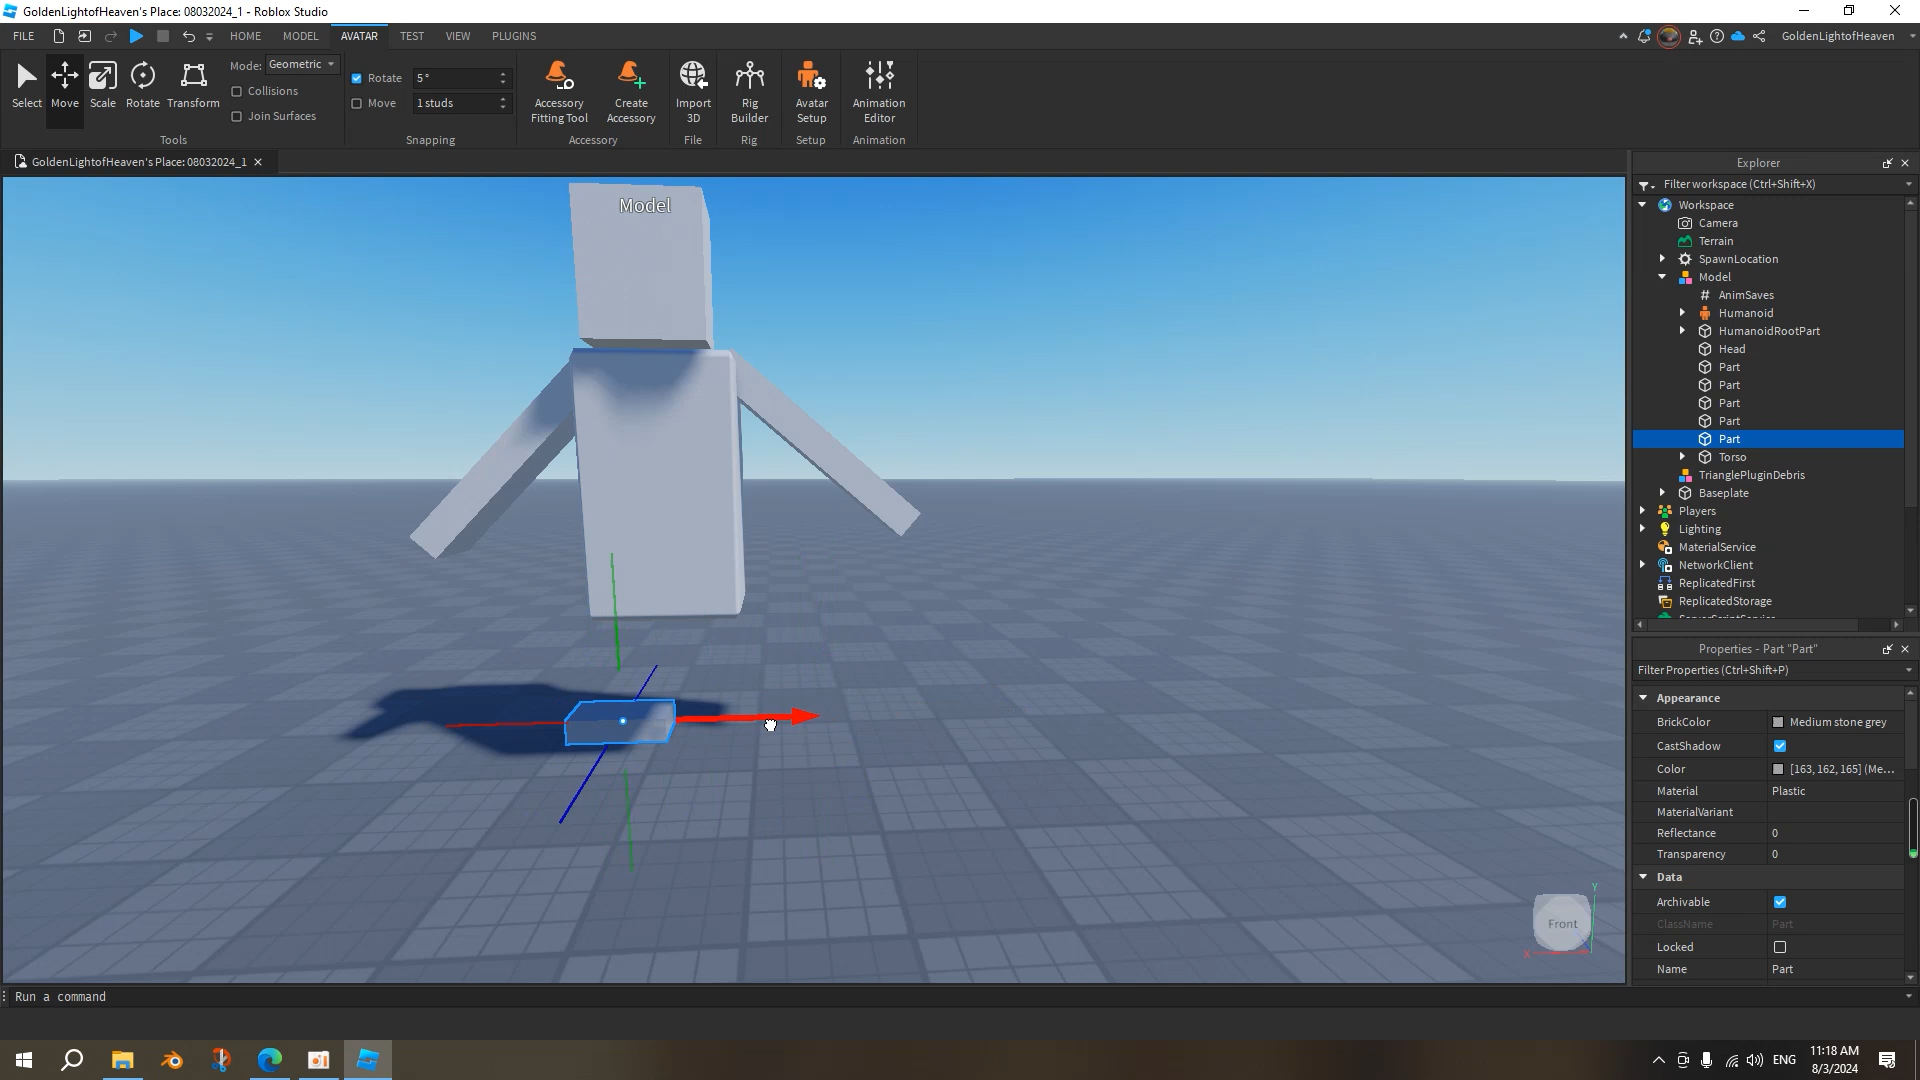 GoldenLightofHeaven's Place: 08032024_1 - Roblox Studio
FILE HOME MODEL AVATAR TEST VIEW PLUGINS GoldenLightofHeaven
Select Move Scale Rotate Transform
Mode: Geometric
Collisions
Join Surfaces
Tools
Rotate 5°
Move 1 studs
Snapping
Accessory Fitting Tool
Create Accessory
Accessory
Import 3D
File
Rig Builder
Rig
Avatar Setup
Setup
Animation Editor
Animation
GoldenLightofHeaven's Place: 08032024_1
Model
Front
X
Y
Explorer
Filter workspace (Ctrl+Shift+X)
Workspace
Camera
Terrain
SpawnLocation
Model
AnimSaves
Humanoid
HumanoidRootPart
Head
Part
Part
Part
Part
Part
Torso
TrianglePluginDebris
Baseplate
Players
Lighting
MaterialService
NetworkClient
ReplicatedFirst
ReplicatedStorage
Properties - Part "Part"
Filter Properties (Ctrl+Shift+P)
Appearance
BrickColor Medium stone grey
CastShadow
Color [163, 162, 165] (Me...
Material Plastic
MaterialVariant
Reflectance 0
Transparency 0
Data
Archivable
ClassName Part
Locked
Name Part
Run a command
ENG
11:18 AM
8/3/2024